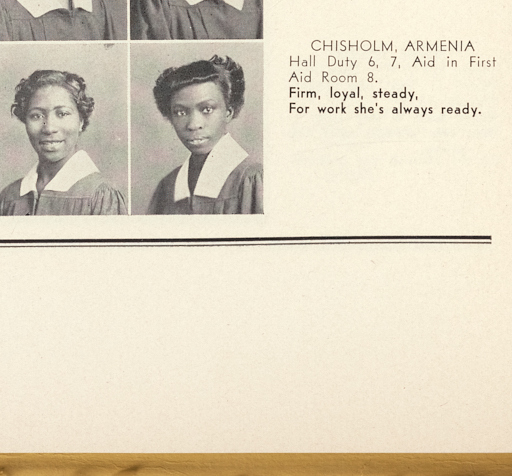 CHISHOLM, ARMENIA
Hall Duty 6, 7, Aid in First
Aid Room 8.
Firm, loyal, steady,
For work she's always ready.